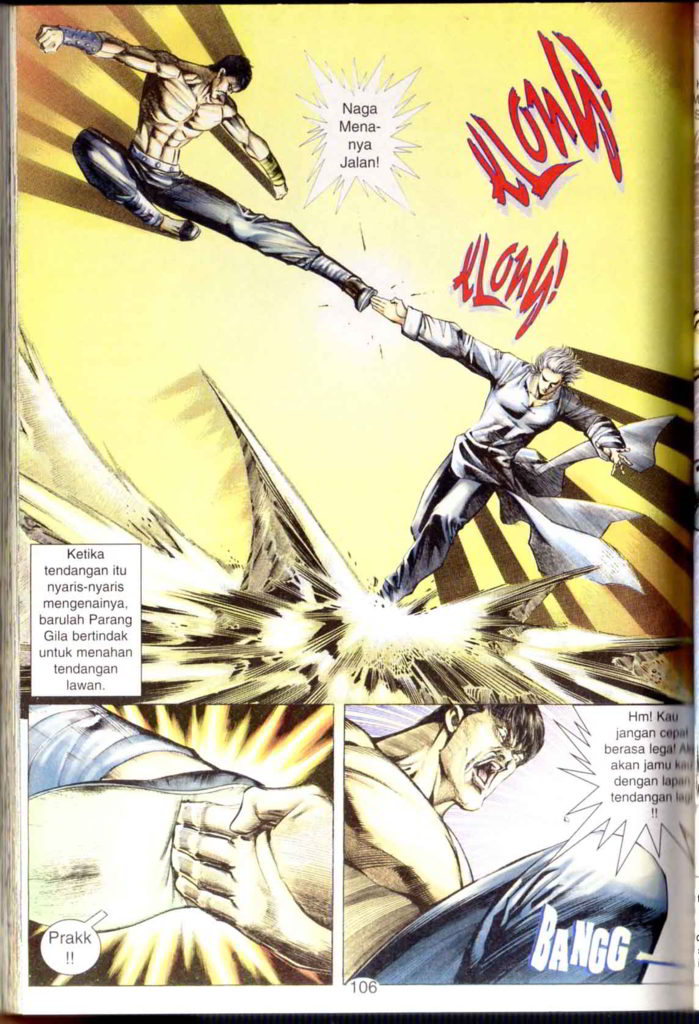 Naga
Mena-
nya
Jalan!
KLONG!
KLONG!
Ketika
tendangan itu
nyaris-nyaris
mengenainya,
barulah Parang
Gila bertindak
untuk menahan
tendangan
lawan.
Prakk
!!
Hm! Kau
jangan cepat
berasa lega!
akan jamu
dengan
tendangan
!!
BANGG
106